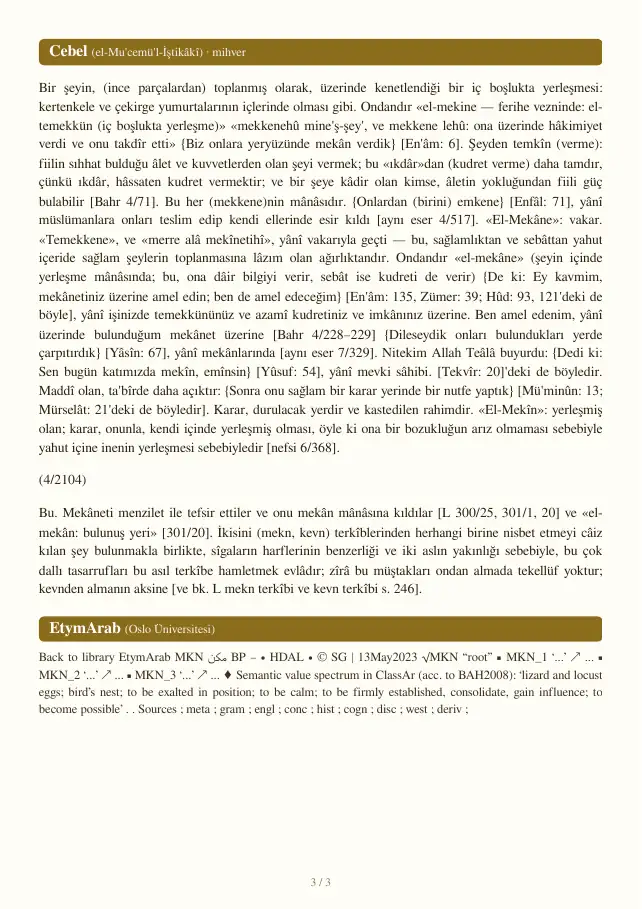 Cebel (el-Mu'cemü'l-İştikâkî) · mihver
Bir şeyin, (ince parçalardan) toplanmış olarak, üzerinde kenetlendiği bir iç boşlukta yerleşmesi:
kertenkele ve çekirge yumurtalarının içlerinde olması gibi. Ondandır «el-mekine — ferihe vezninde: el-
temekkün (iç boşlukta yerleşme)» «mekkenehû mine'ş-şey', ve mekkene lehû: ona üzerinde hâkimiyet
verdi ve onu takdîr etti» {Biz onlara yeryüzünde mekân verdik} [En'âm: 6]. Şeyden temkîn (verme):
fiilin sıhhat bulduğu âlet ve kuvvetlerden olan şeyi vermek; bu «ıkdâr»dan (kudret verme) daha tamdır,
çünkü ıkdâr, hâssaten kudret vermektir; ve bir şeye kâdir olan kimse, âletin yokluğundan fiili güç
bulabilir [Bahr 4/71]. Bu her (mekkene)nin mânâsıdır. {Onlardan (birini) emkene} [Enfâl: 71], yânî
müslümanlara onları teslim edip kendi ellerinde esir kıldı [aynı eser 4/517]. «El-Mekâne»: vakar.
«Temekkene», ve «merre alâ mekînetihî», yânî vakarıyla geçti — bu, sağlamlıktan ve sebâttan yahut
içeride sağlam şeylerin toplanmasına lâzım olan ağırlıktandır. Ondandır «el-mekâne» (şeyin içinde
yerleşme mânâsında; bu, ona dâir bilgiyi verir, sebât ise kudreti de verir) {De ki: Ey kavmim,
mekânetiniz üzerine amel edin; ben de amel edeceğim} [En'âm: 135, Zümer: 39; Hûd: 93, 121'deki de
böyle], yânî işinizde temekkününüz ve azamî kudretiniz ve imkânınız üzerine. Ben amel edenim, yânî
üzerinde bulunduğum mekânet üzerine [Bahr 4/228–229] {Dileseydik onları bulundukları yerde
çarpıtırdık} [Yâsîn: 67], yânî mekânlarında [aynı eser 7/329]. Nitekim Allah Teâlâ buyurdu: {Dedi ki:
Sen bugün katımızda mekîn, emînsin} [Yûsuf: 54], yânî mevki sâhibi. [Tekvîr: 20]'deki de böyledir.
Maddî olan, ta'bîrde daha açıktır: {Sonra onu sağlam bir karar yerinde bir nutfe yaptık} [Mü'minûn: 13;
Mürselât: 21'deki de böyledir]. Karar, durulacak yerdir ve kastedilen rahimdir. «El-Mekîn»: yerleşmiş
olan; karar, onunla, kendi içinde yerleşmiş olması, öyle ki ona bir bozukluğun arız olmaması sebebiyle
yahut içine inenin yerleşmesi sebebiyledir [nefsi 6/368].
(4/2104)
Bu. Mekâneti menzilet ile tefsir ettiler ve onu mekân mânâsına kıldılar [L 300/25, 301/1, 20] ve «el-
mekân: bulunuş yeri» [301/20]. İkisini (mekn, kevn) terkîblerinden herhangi birine nisbet etmeyi câiz
kılan şey bulunmakla birlikte, sîgaların harflerinin benzerliği ve iki aslın yakınlığı sebebiyle, bu çok
dallı tasarrufları bu asıl terkîbe hamletmek evlâdır; zîrâ bu müştakları ondan almada tekellüf yoktur;
kevnden almanın aksine [ve bk. L mekn terkîbi ve kevn terkîbi s. 246].
EtymArab (Oslo Üniversitesi)
Back to library EtymArab MKN مكن BP – • HDAL • © SG | 13May2023 √MKN “root” ▪ MKN_1 ‘...’ ↗ ... ▪
MKN_2 ‘...’ ↗ ... ▪ MKN_3 ‘...’ ↗ ... ♦ Semantic value spectrum in ClassAr (acc. to BAH2008): ‘lizard and locust
eggs; bird’s nest; to be exalted in position; to be calm; to be firmly established, consolidate, gain influence; to
become possible’ . . Sources ; meta ; gram ; engl ; conc ; hist ; cogn ; disc ; west ; deriv ;
3 / 3